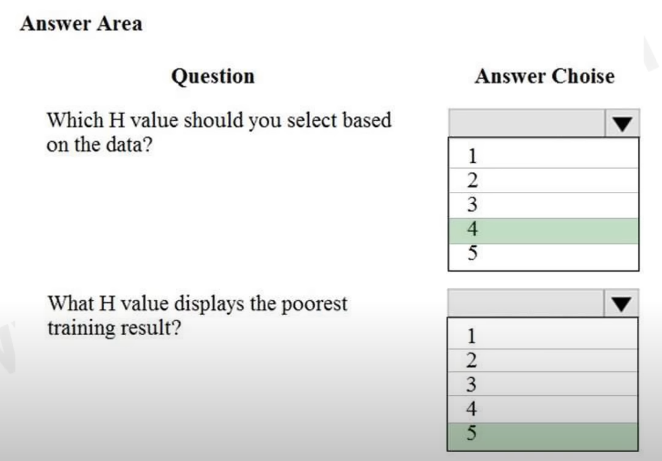 Answer Area
Question
Answer Choise
Which H value should you select based
on the data?
1
2
3
4
5
What H value displays the poorest
training result?
1
2
3
4
5